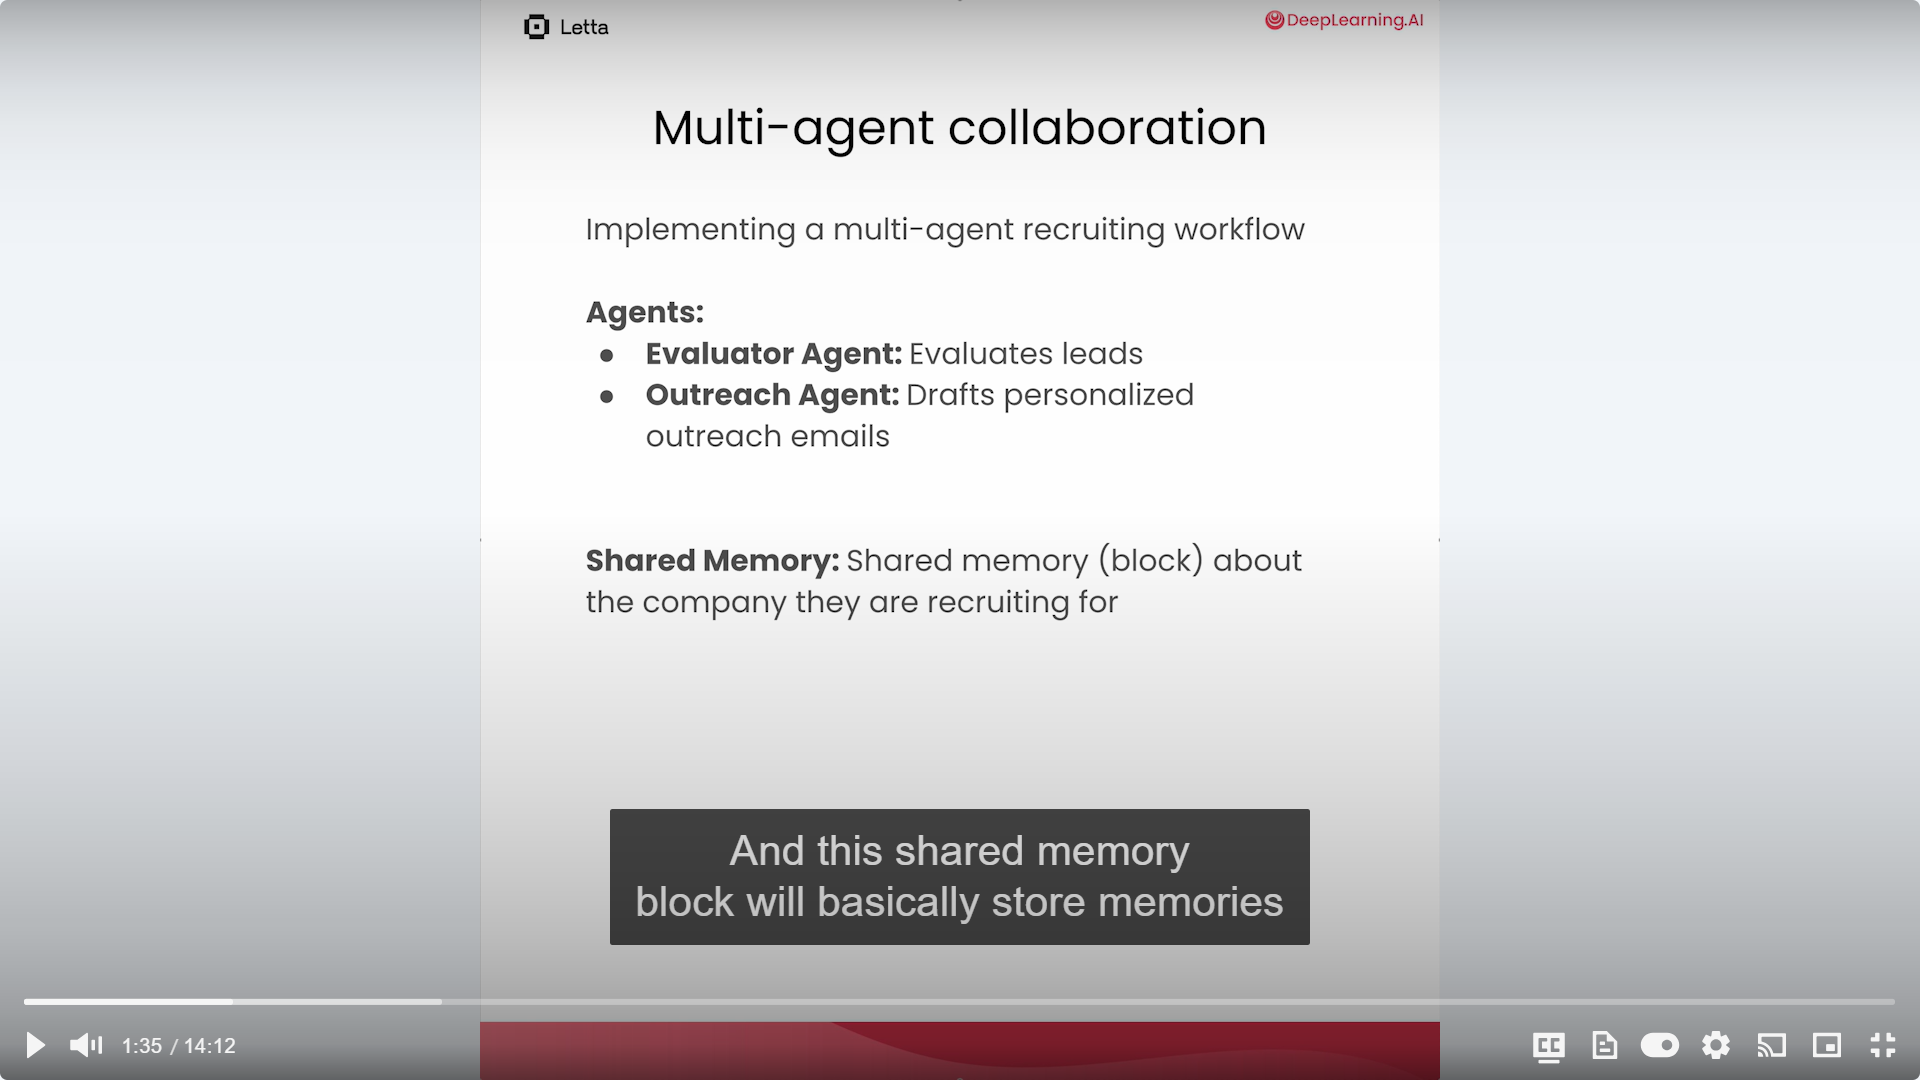 Letta
DeepLearning.AI
Multi-agent collaboration
Implementing a multi-agent recruiting workflow
Agents:
● Evaluator Agent: Evaluates leads
● Outreach Agent: Drafts personalized
outreach emails
Shared Memory: Shared memory (block) about
the company they are recruiting for
And this shared memory
block will basically store memories
1:35 / 14:12
CC